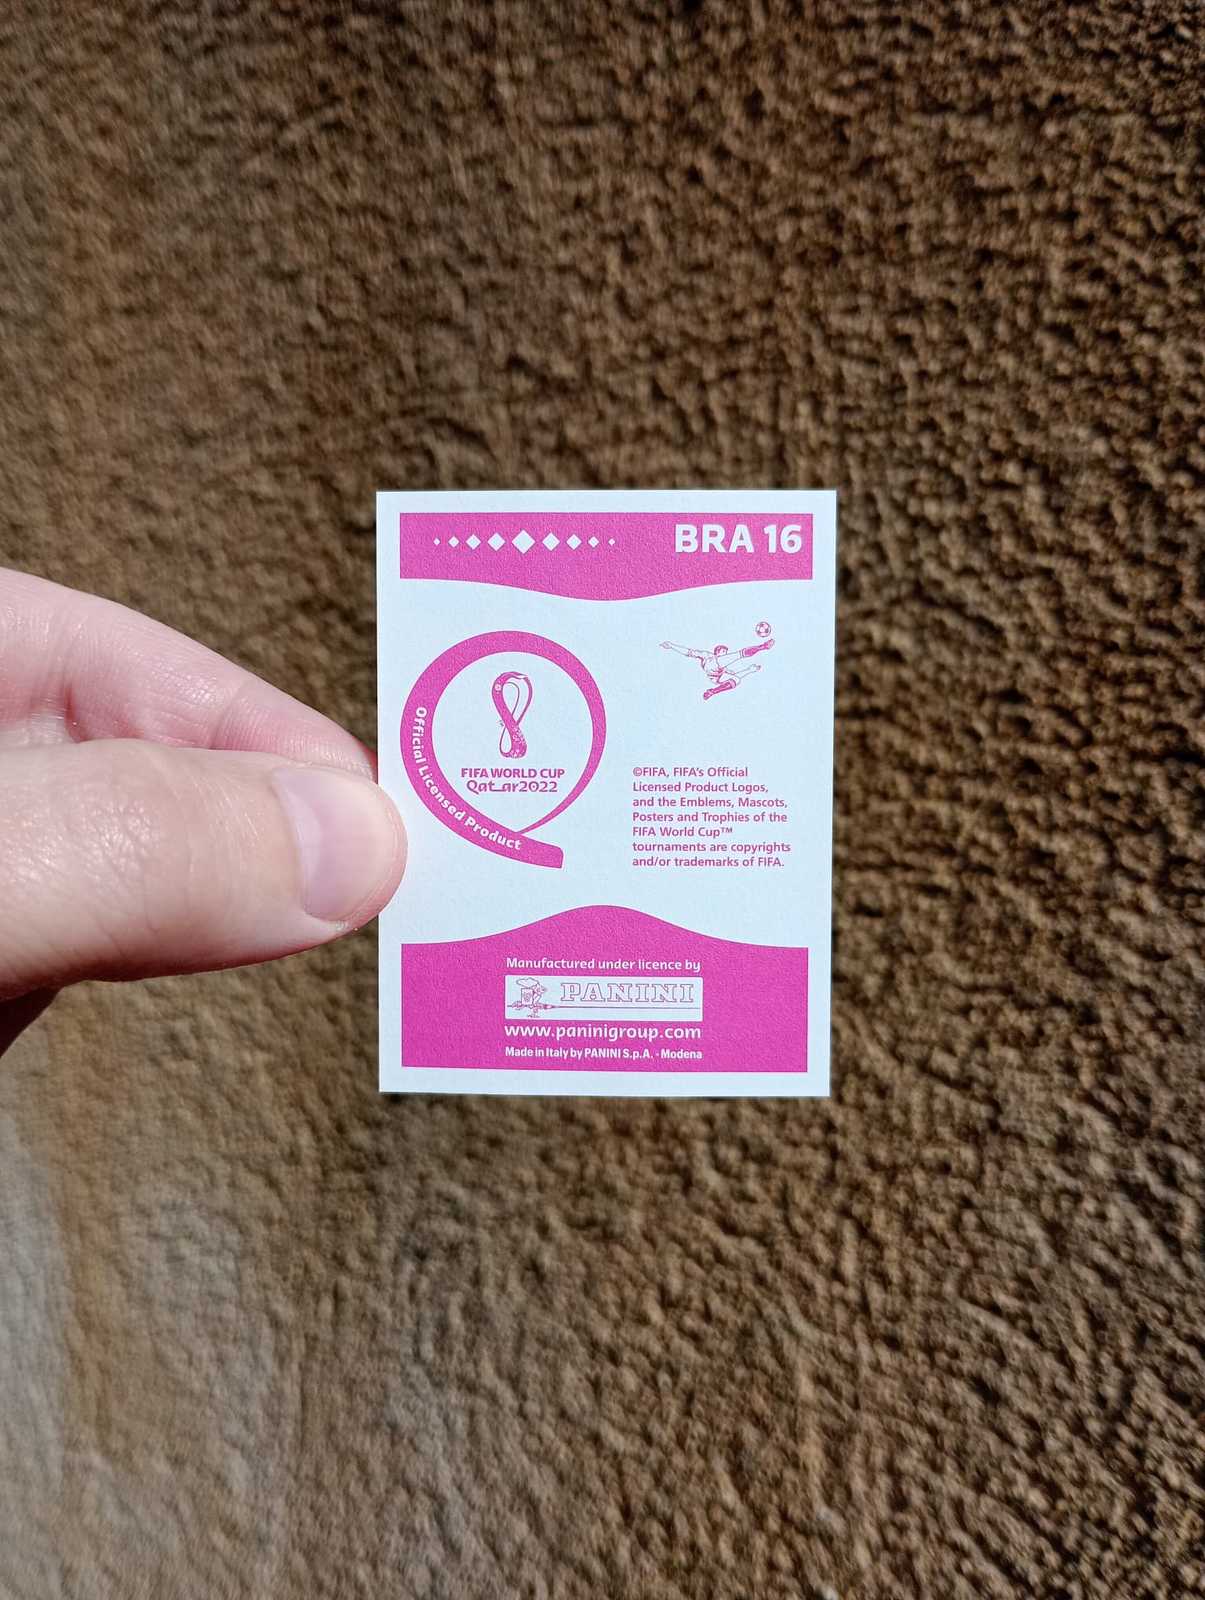 BRA 16
Official Licensed Product
FIFA WORLD CUP
Qatar2022
©FIFA, FIFA's Official
Licensed Product Logos,
and the Emblems, Mascots,
Posters and Trophies of the
FIFA World Cup™
tournaments are copyrights
and/or trademarks of FIFA.
Manufactured under licence by
PANINI
www.paninigroup.com
Made in Italy by PANINI S.p.A. - Modena